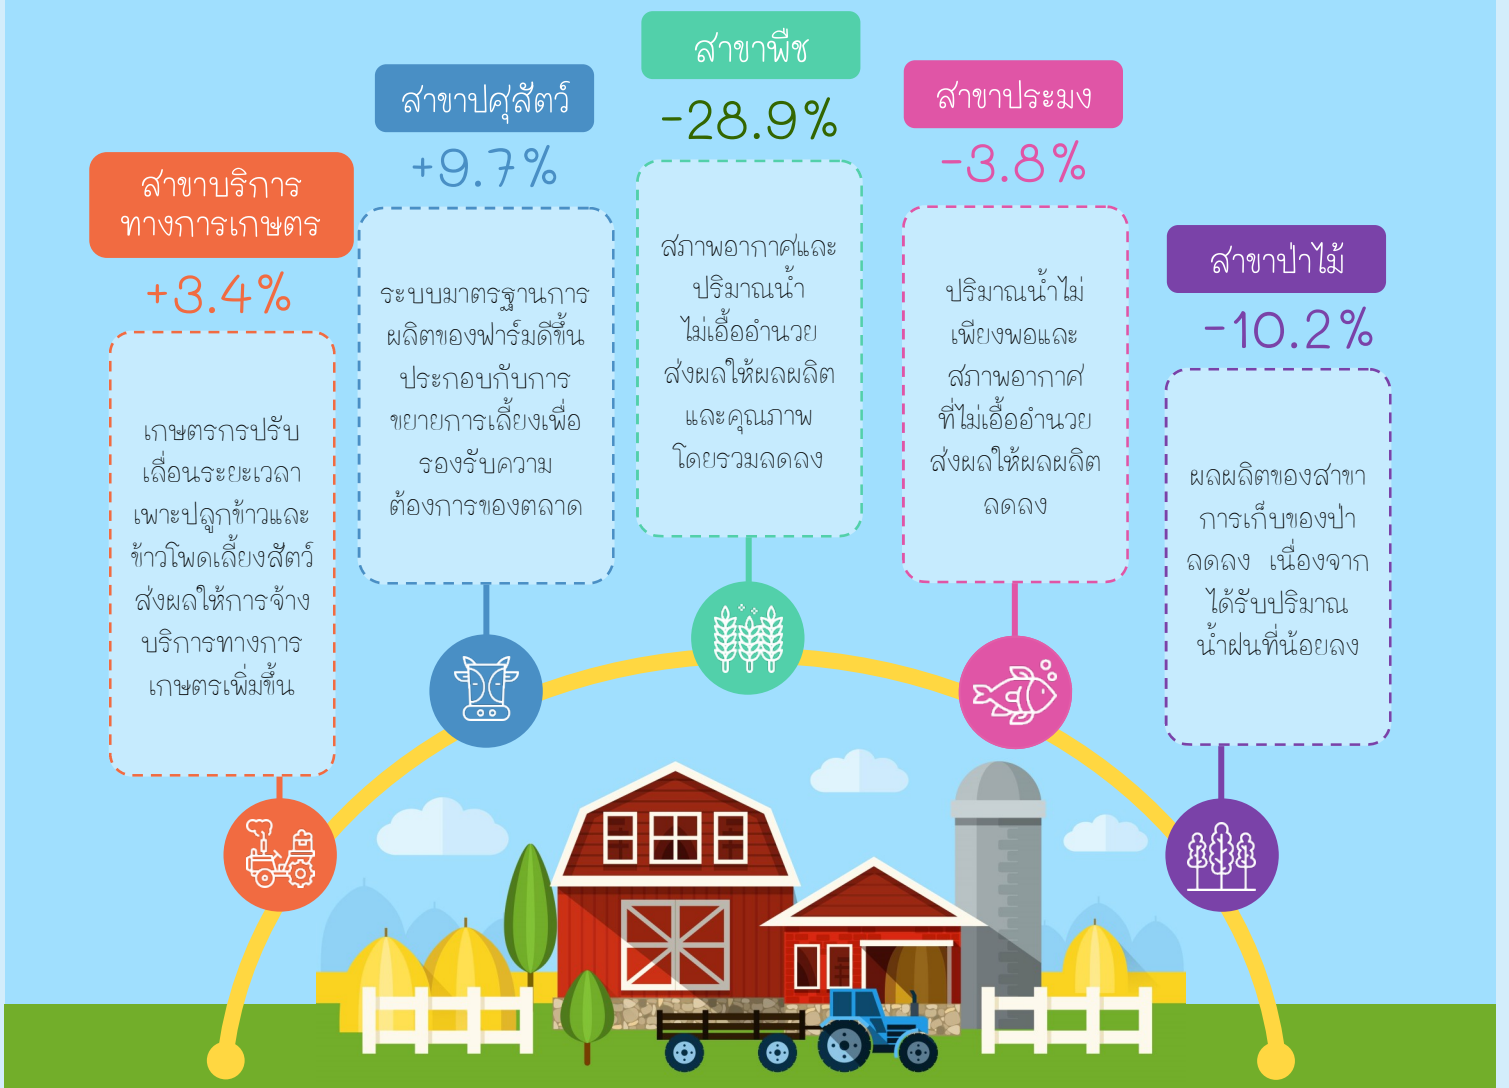 สาขาบริการ
ทางการเกษตร
+3.4%
เกษตรกรปรับ
เลื่อนระยะเวลา
เพาะปลูกข้าวและ
ข้าวโพดเลี้ยงสัตว์
ส่งผลให้การจ้าง
บริการทางการ
เกษตรเพิ่มขึ้น
สาขาปศุสัตว์
+9.7%
ระบบมาตรฐานการ
ผลิตของฟาร์มดีขึ้น
ประกอบกับการ
ขยายการเลี้ยงเพื่อ
รองรับความ
ต้องการของตลาด
สาขาพืช
-28.9%
สภาพอากาศและ
ปริมาณน้ำ
ไม่เอื้ออำนวย
ส่งผลให้ผลผลิต
และคุณภาพ
โดยรวมลดลง
สาขาประมง
-3.8%
ปริมาณน้ำไม่
เพียงพอและ
สภาพอากาศ
ที่ไม่เอื้ออำนวย
ส่งผลให้ผลผลิต
ลดลง
สาขาป่าไม้
-10.2%
ผลผลิตของสาขา
การเก็บของป่า
ลดลง เนื่องจาก
ได้รับปริมาณ
น้ำฝนที่น้อยลง